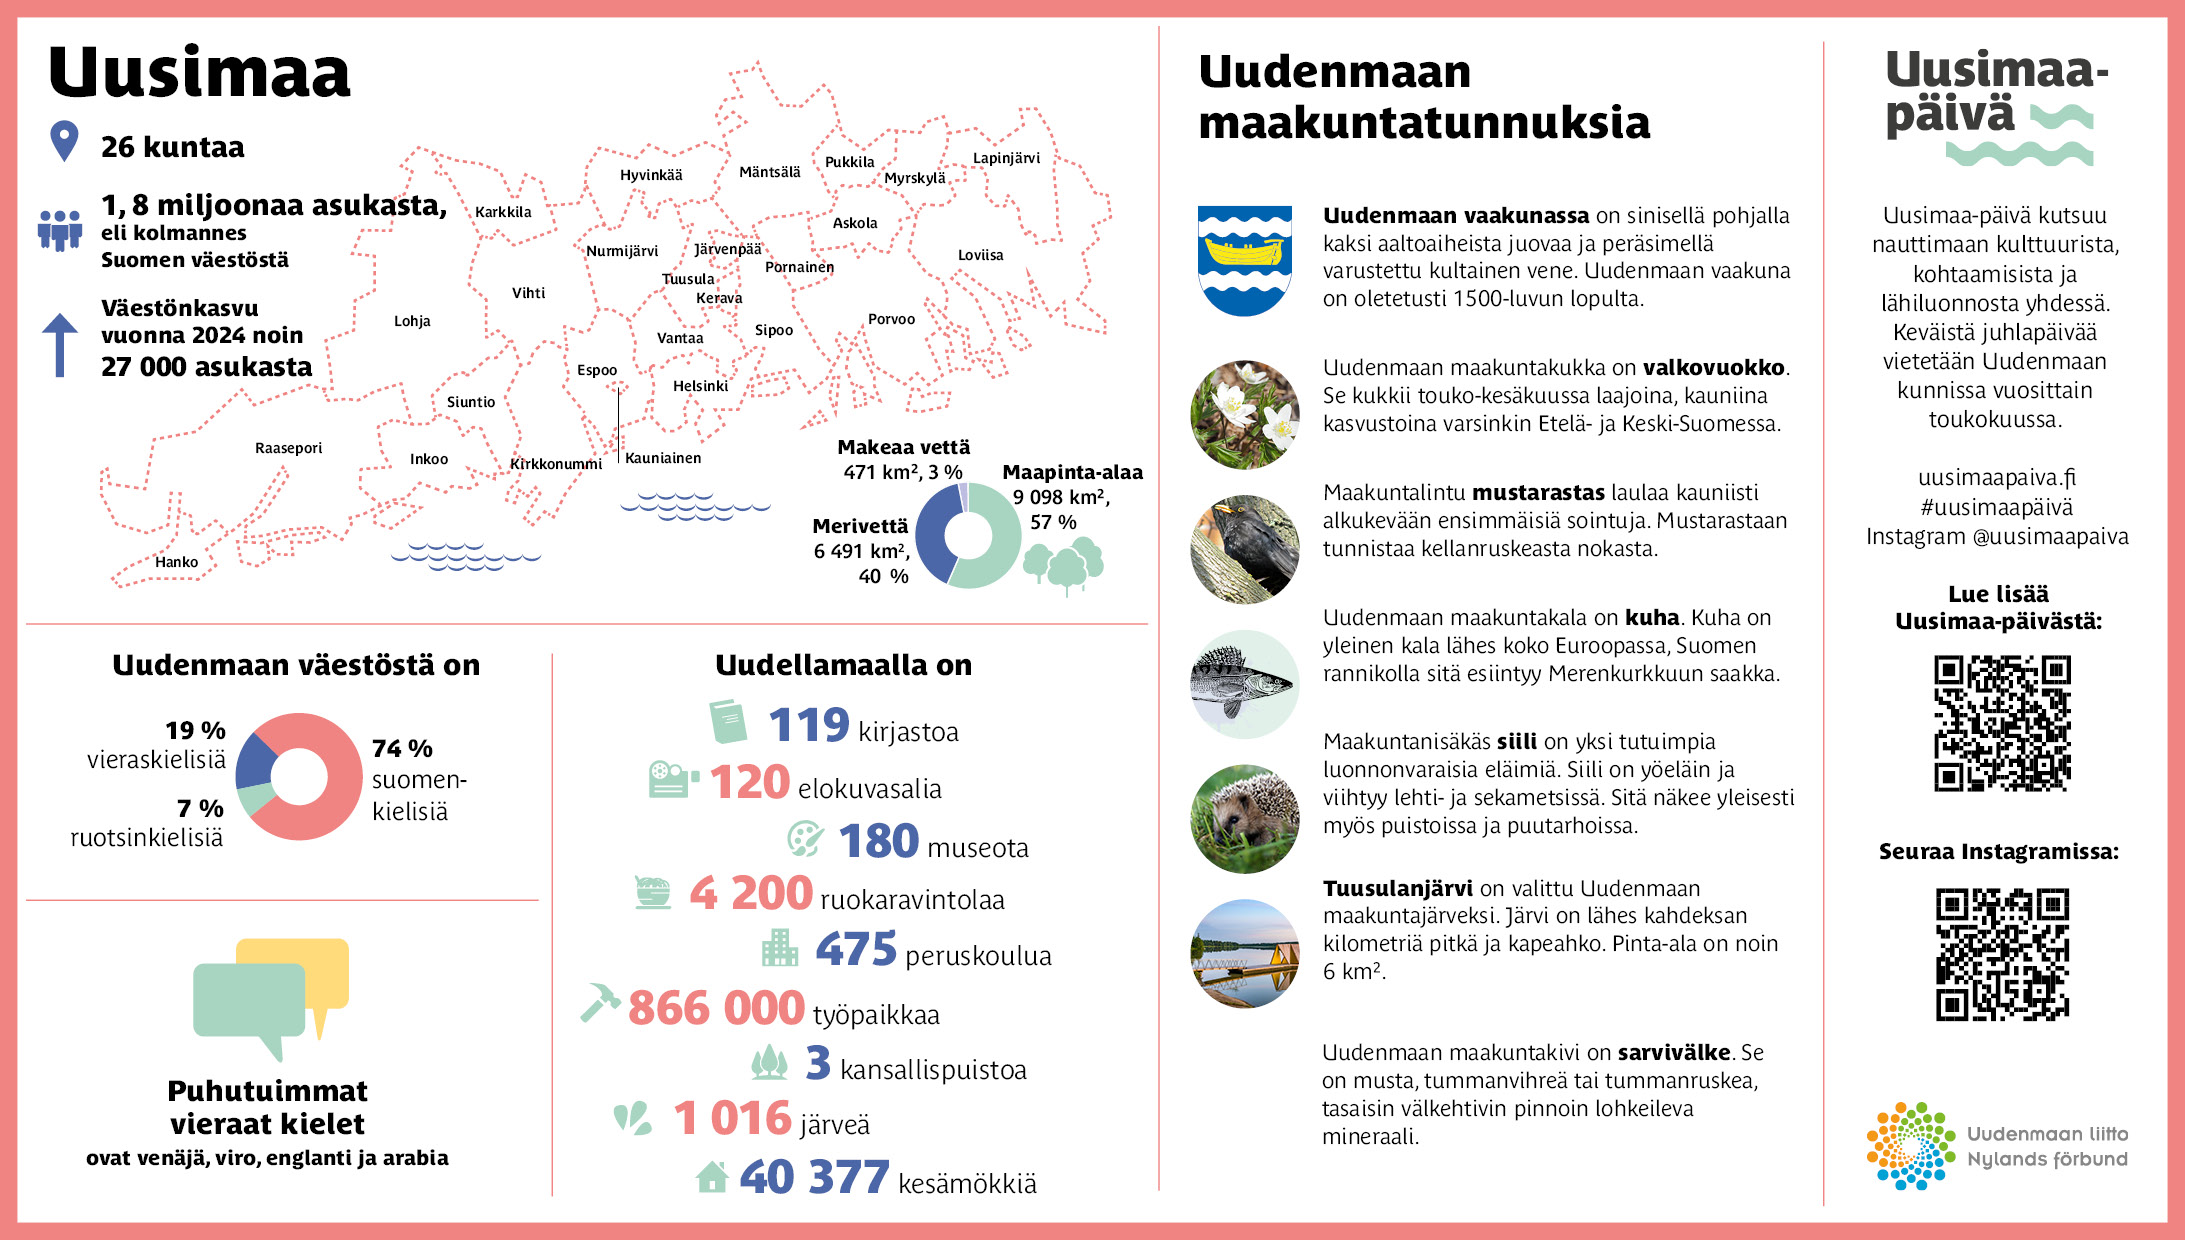 Uusimaa
26 kuntaa
1, 8 miljoonaa asukasta,
eli kolmannes
Suomen väestöstä
Väestönkasvu
vuonna 2024 noin
27 000 asukasta
Karkkila
Hyvinkää
Mäntsälä
Pukkila
Myrskylä
Lapinjärvi
Askola
Nurmijärvi
Järvenpää
Pornainen
Loviisa
Tuusula
Kerava
Vihti
Lohja
Vantaa
Sipoo
Porvoo
Espoo
Helsinki
Siuntio
Raasepori
Inkoo
Kirkkonummi
Kauniainen
Hanko
Makeaa vettä
471 km², 3 %
Maapinta-alaa
9 098 km²,
57 %
Merivettä
6 491 km²,
40 %
Uudenmaan väestöstä on
19 %
vieraskielisiä
7 %
ruotsinkielisiä
74 %
suomen-
kielisiä
Puhutuimmat
vieraat kielet
ovat venäjä, viro, englanti ja arabia
Uudellamaalla on
119 kirjastoa
120 elokuvasalia
180 museota
4 200 ruokaravintolaa
475 peruskoulua
866 000 työpaikkaa
3 kansallispuistoa
1 016 järveä
40 377 kesämökkiä
Uudenmaan
maakuntatunnuksia
Uudenmaan vaakunassa on sinisellä pohjalla
kaksi aaltoaiheista juovaa ja peräsimellä
varustettu kultainen vene. Uudenmaan vaakuna
on oletetusti 1500-luvun lopulta.
Uudenmaan maakuntakukka on valkovuokko.
Se kukkii touko-kesäkuussa laajoina, kauniina
kasvustoina varsinkin Etelä- ja Keski-Suomessa.
Maakuntalintu mustarastas laulaa kauniisti
alkukevään ensimmäisiä sointuja. Mustarastaan
tunnistaa kellanruskeasta nokasta.
Uudenmaan maakuntakala on kuha. Kuha on
yleinen kala lähes koko Euroopassa, Suomen
rannikolla sitä esiintyy Merenkurkkuun saakka.
Maakuntanisäkäs siili on yksi tutuimpia
luonnonvaraisia eläimiä. Siili on yöeläin ja
viihtyy lehti- ja sekametsissä. Sitä näkee yleisesti
myös puistoissa ja puutarhoissa.
Tuusulanjärvi on valittu Uudenmaan
maakuntajärveksi. Järvi on lähes kahdeksan
kilometriä pitkä ja kapeahko. Pinta-ala on noin
6 km².
Uudenmaan maakuntakivi on sarvivälke. Se
on musta, tummanvihreä tai tummanruskea,
tasaisin välkehtivin pinnoin lohkeileva
mineraali.
Uusimaa-
päivä
Uusimaa-päivä kutsuu
nauttimaan kulttuurista,
kohtaamisista ja
lähiluonnosta yhdessä.
Keväistä juhlapäivää
vietetään Uudenmaan
kunnissa vuosittain
toukokuussa.
uusimaapaiva.fi
#uusimaapäivä
Instagram @uusimaapaiva
Lue lisää
Uusimaa-päivästä:
Seuraa Instagramissa:
Uudenmaan liitto
Nylands förbund